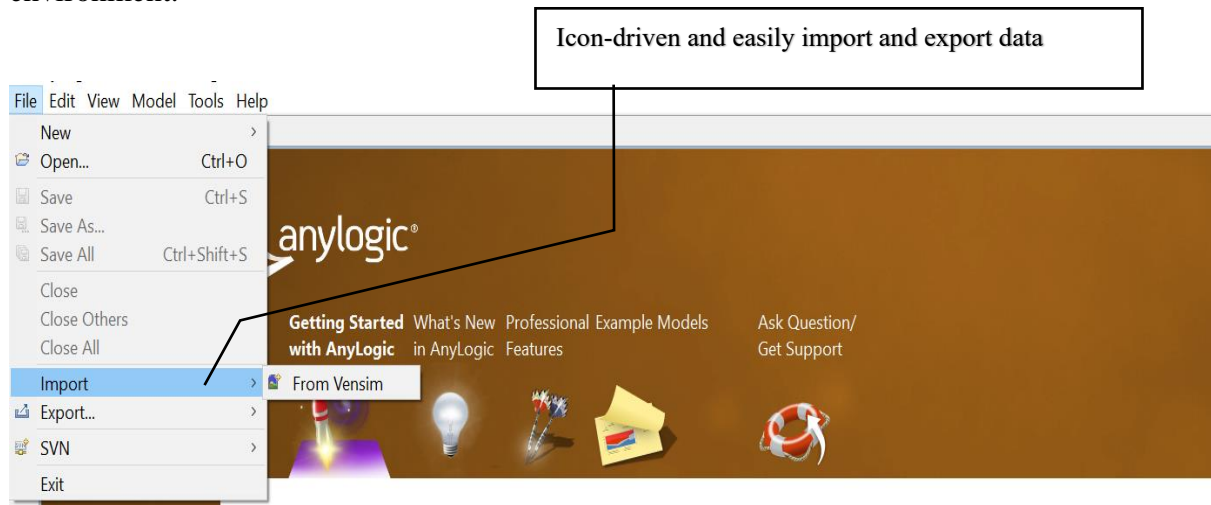 environment.
Icon-driven and easily import and export data
File Edit View Model Tools Help
New
Open... Ctrl+O
Save Ctrl+S
Save As...
Save All Ctrl+Shift+S
Close
Close Others
Close All
Import
From Vensim
Export...
SVN
Exit
anylogic®
Getting Started
with AnyLogic
What's New
in AnyLogic
Professional
Features
Example Models
Ask Question/
Get Support